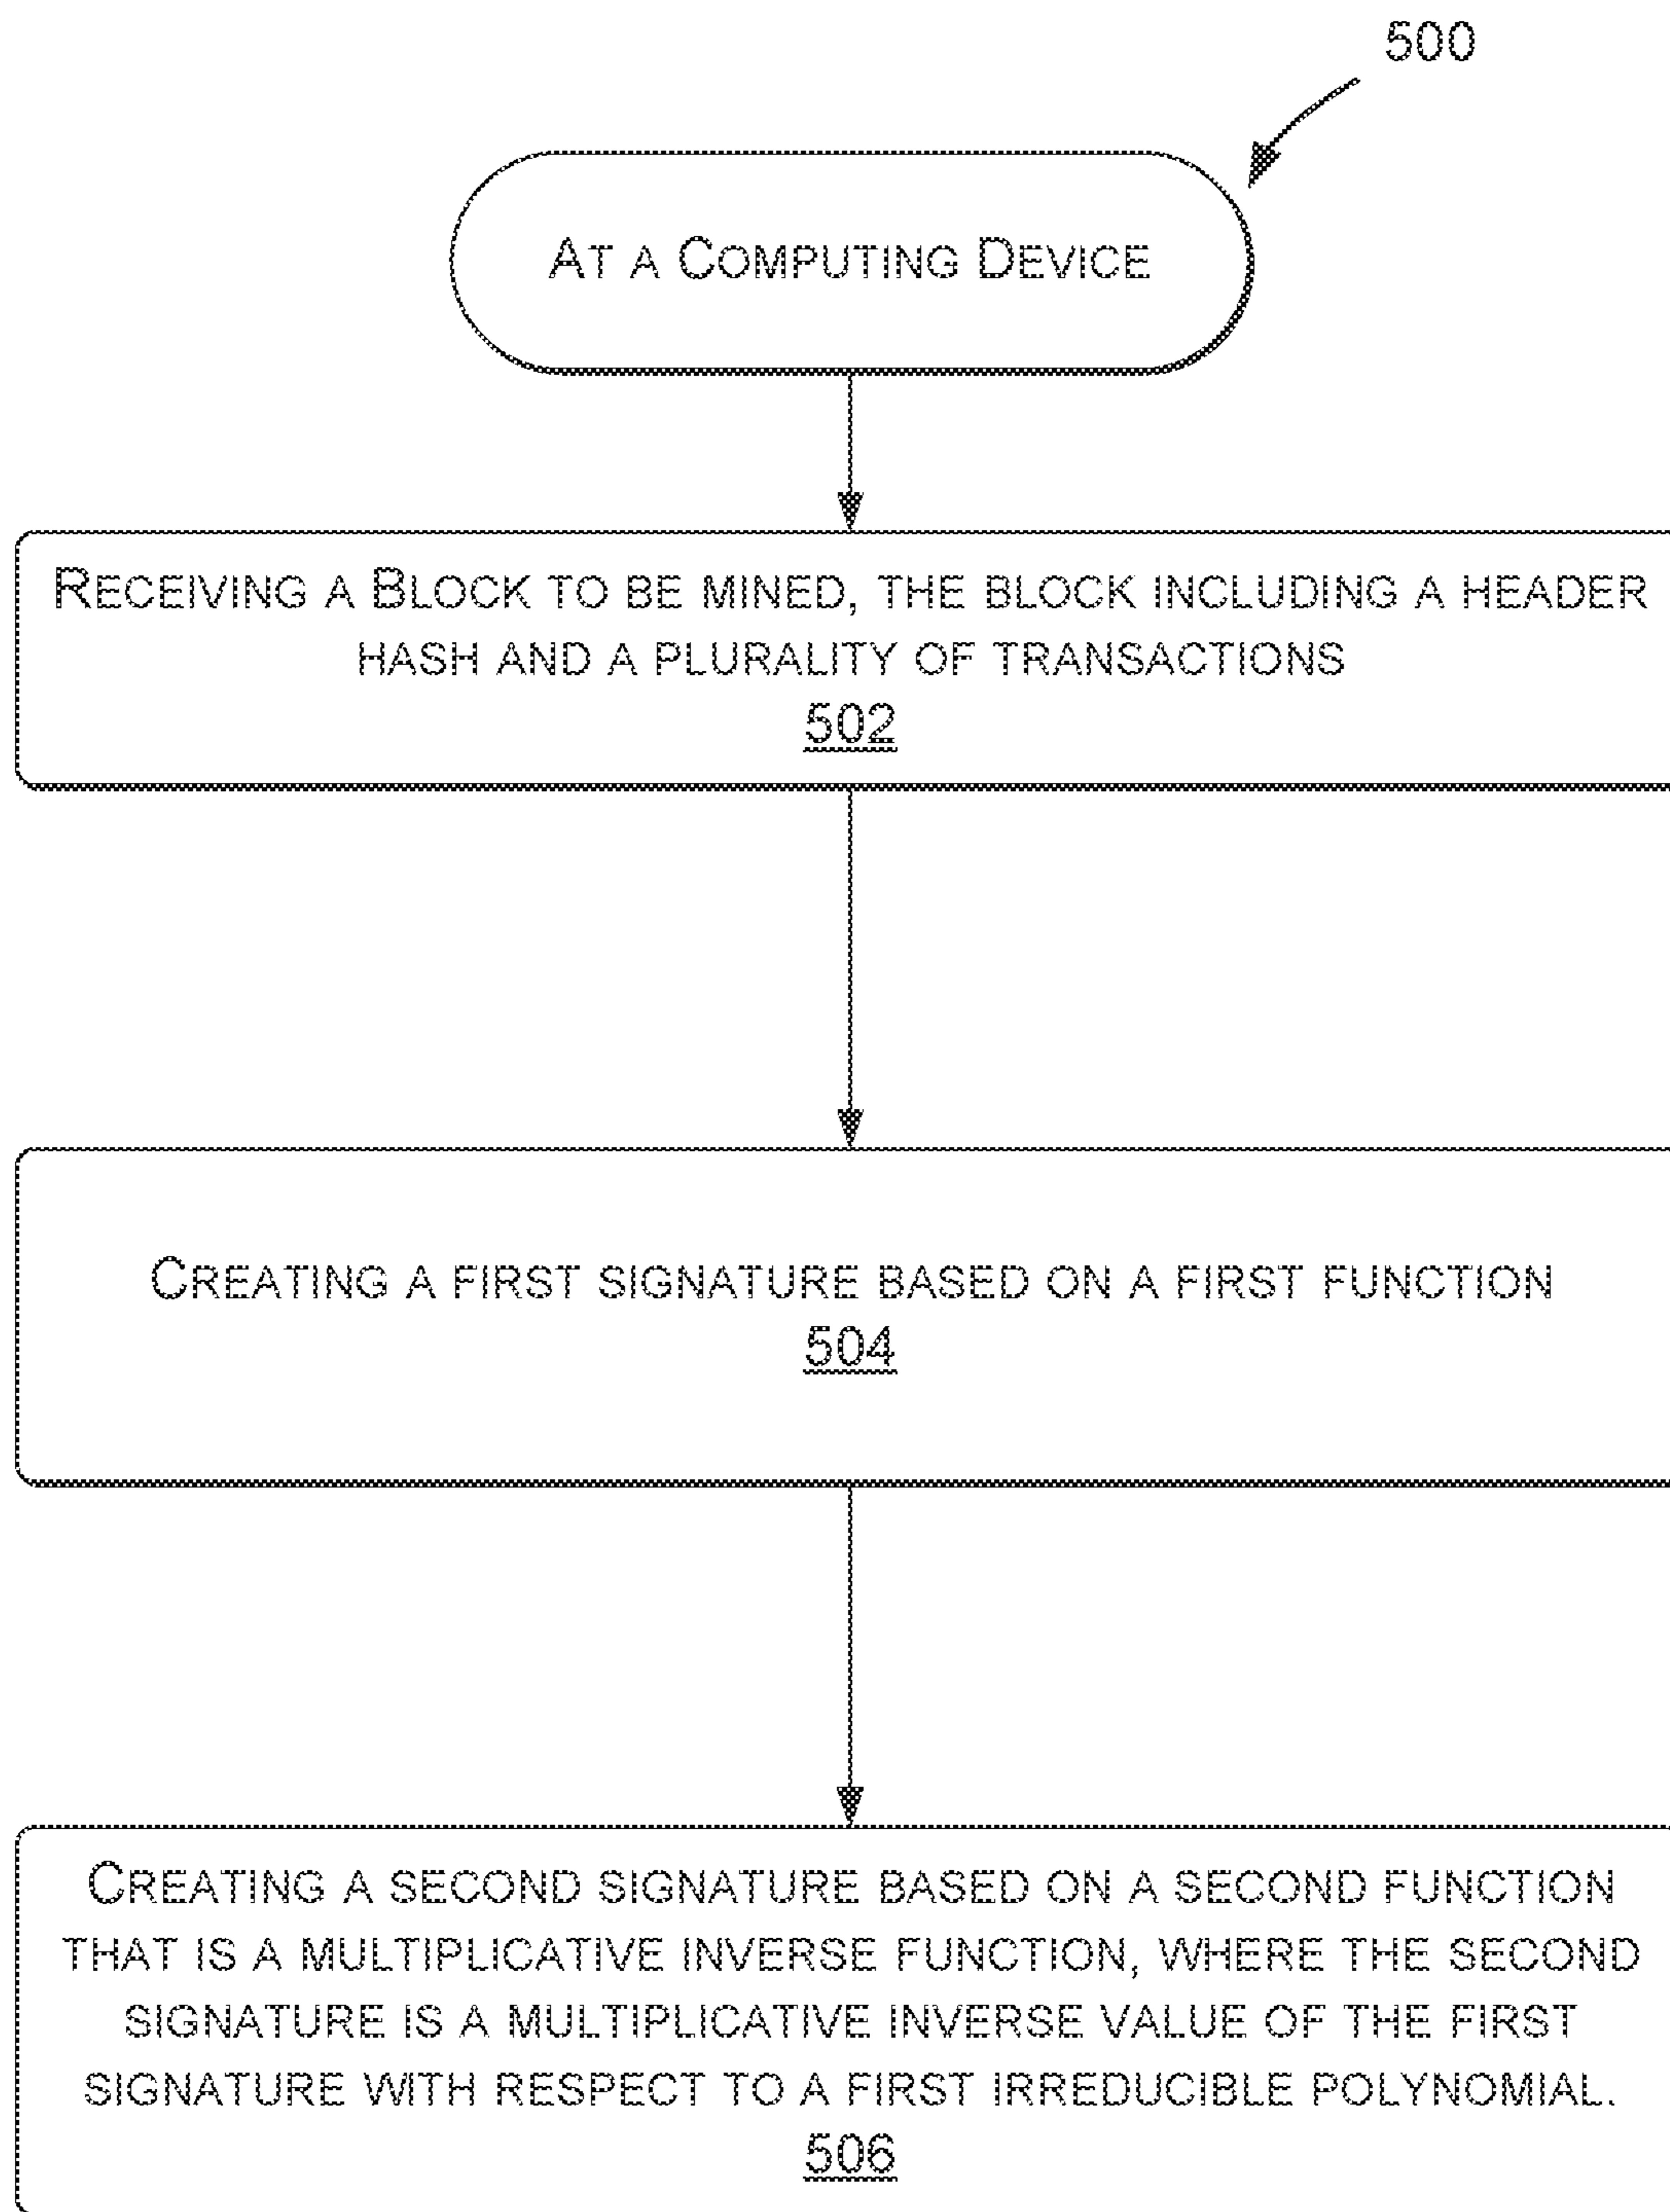 500
AT A COMPUTING DEVICE
RECEIVING A BLOCK TO BE MINED, THE BLOCK INCLUDING A HEADER
HASH AND A PLURALITY OF TRANSACTIONS
502
CREATING A FIRST SIGNATURE BASED ON A FIRST FUNCTION
504
CREATING A SECOND SIGNATURE BASED ON A SECOND FUNCTION
THAT IS A MULTIPLICATIVE INVERSE FUNCTION, WHERE THE SECOND
SIGNATURE IS A MULTIPLICATIVE INVERSE VALUE OF THE FIRST
SIGNATURE WITH RESPECT TO A FIRST IRREDUCIBLE POLYNOMIAL.
506